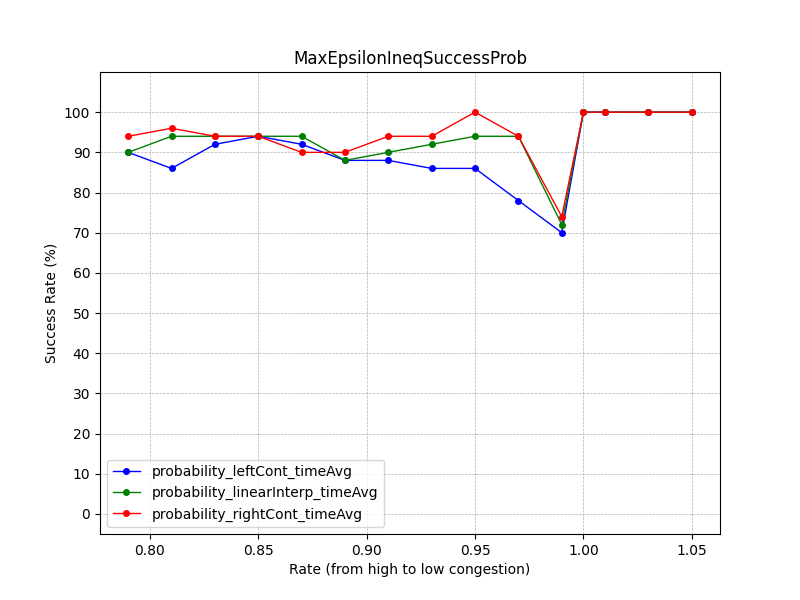 MaxEpsilonIneqSuccessProb
100
90
80
70
60
50
40
30
20
10
0
Success Rate (%)
probability_leftCont_timeAvg
probability_linearInterp_timeAvg
probability_rightCont_timeAvg
0.80 0.85 0.90 0.95 1.00 1.05
Rate (from high to low congestion)